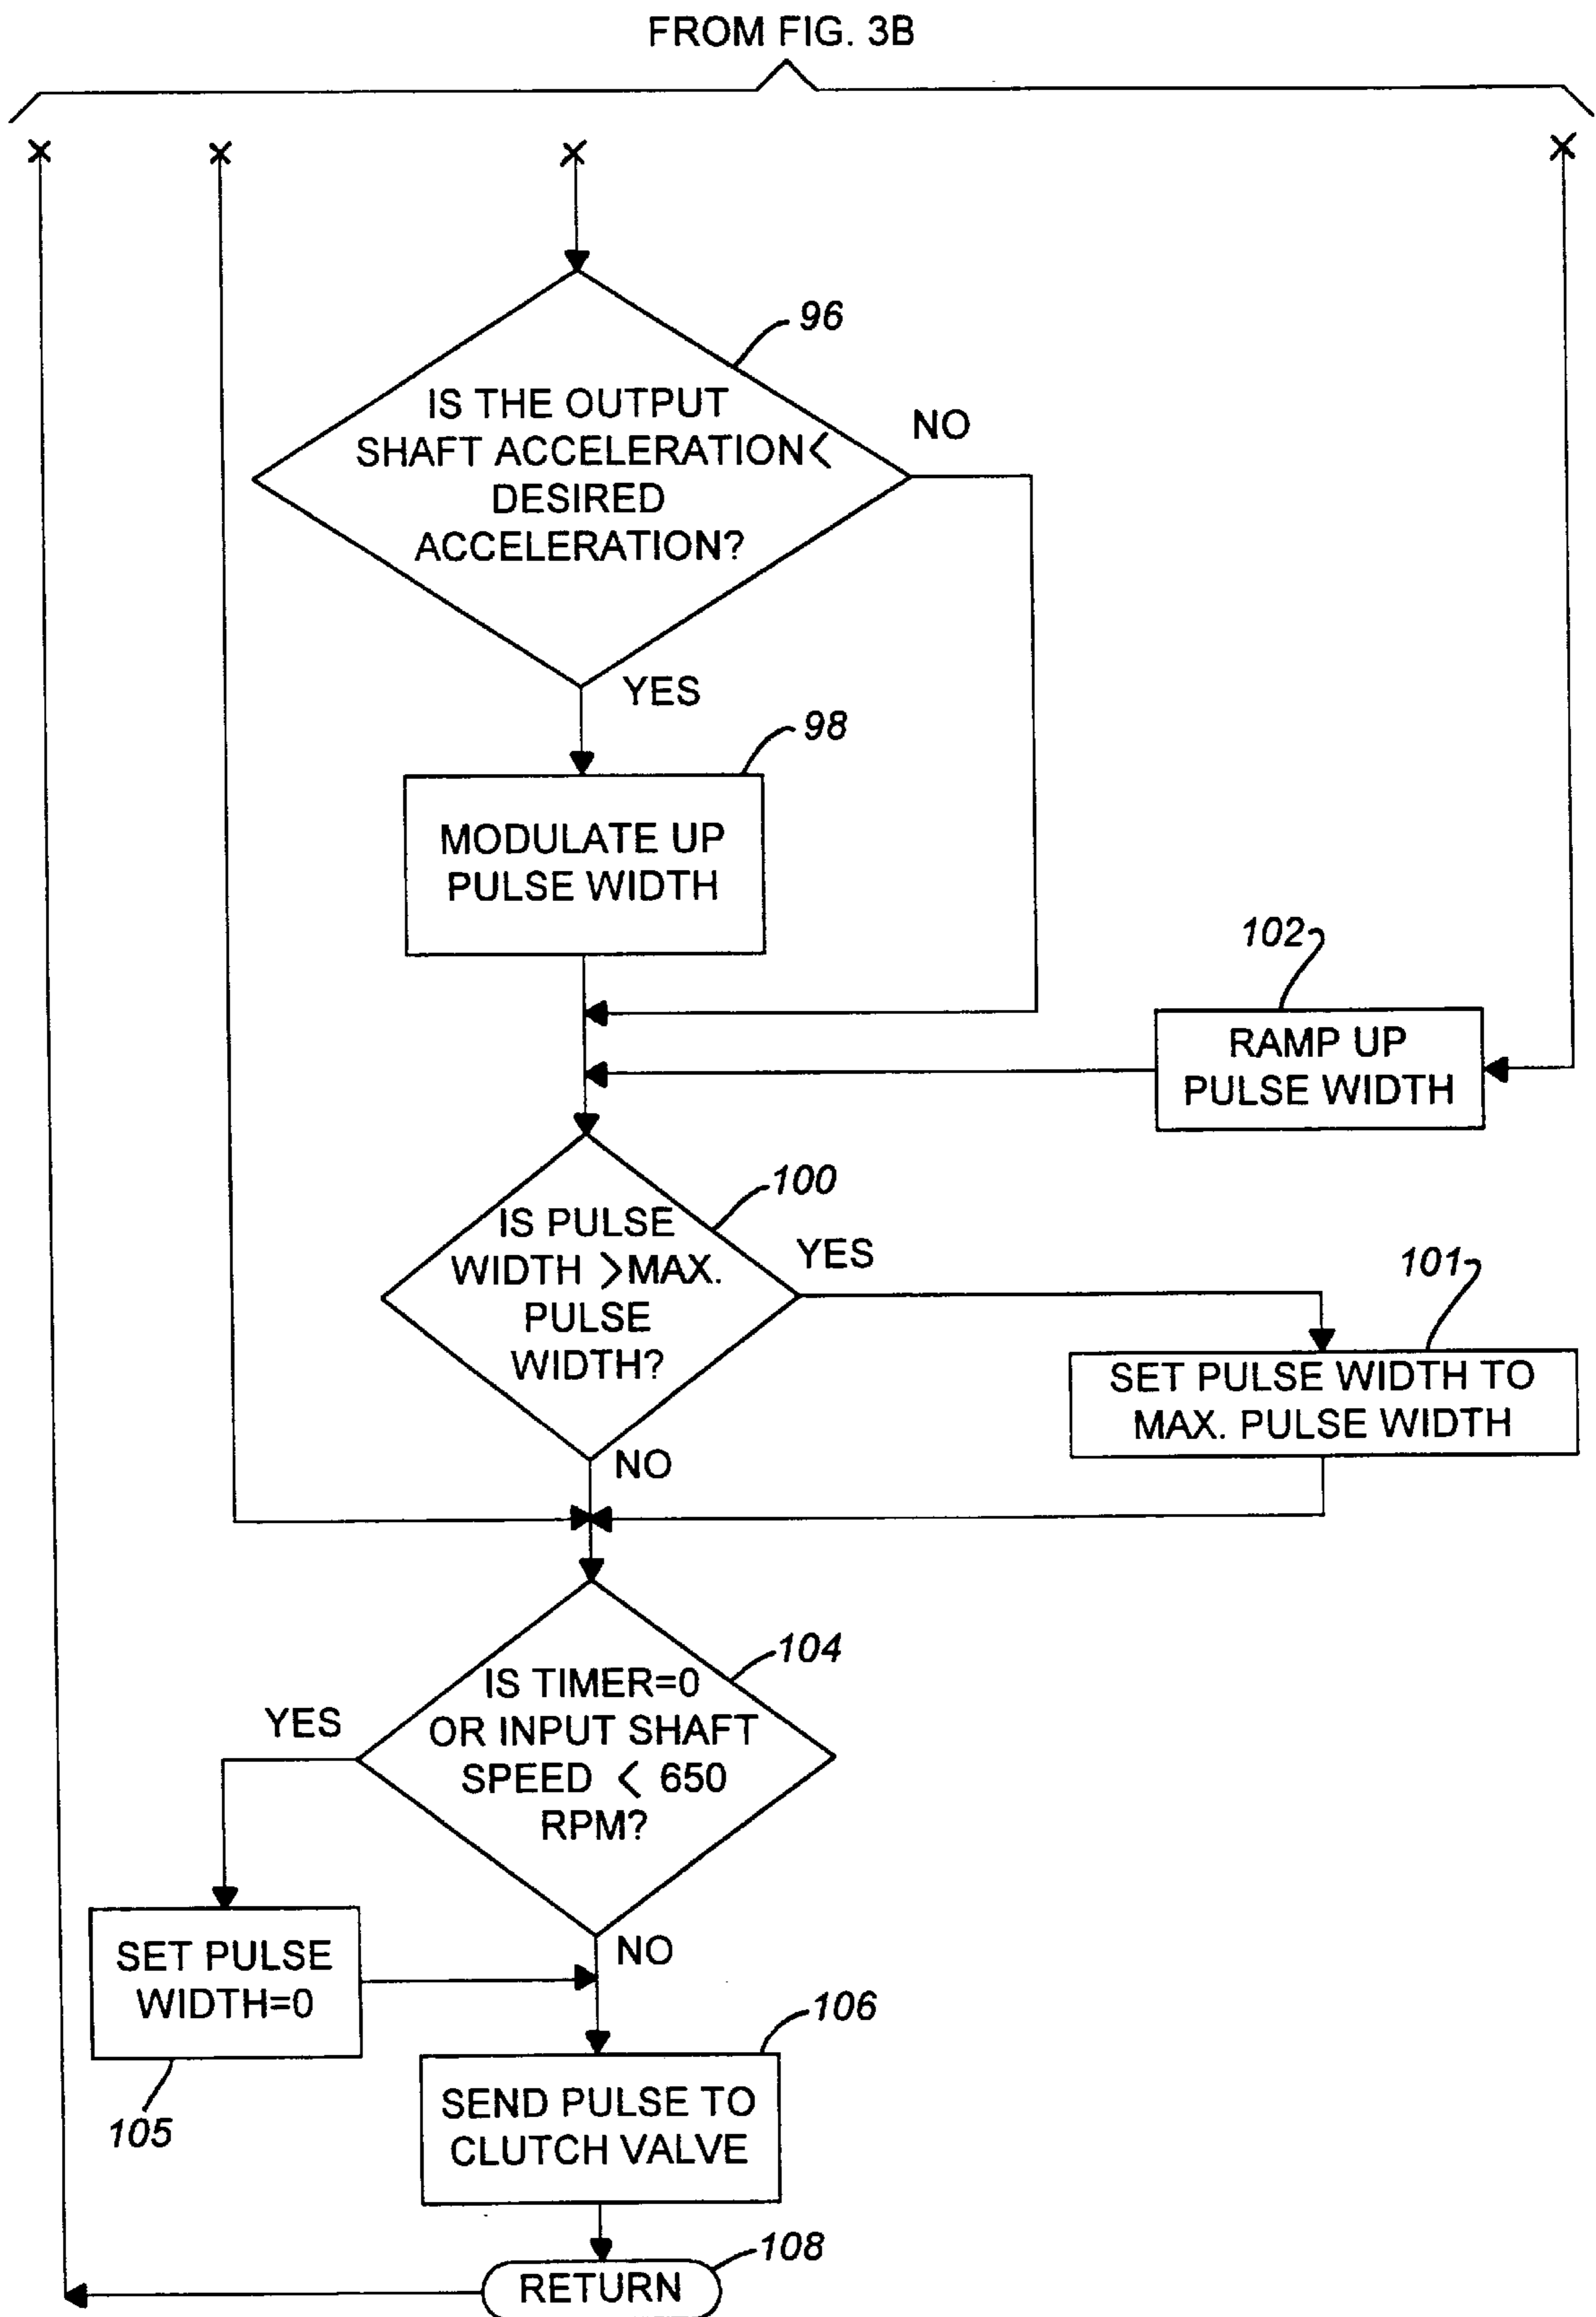 FROM FIG. 3B
96
IS THE OUTPUT
SHAFT ACCELERATION<
DESIRED
ACCELERATION?
NO
YES
98
MODULATE UP
PULSE WIDTH
102
RAMP UP
PULSE WIDTH
100
IS PULSE
WIDTH >MAX.
PULSE
WIDTH?
YES
101
SET PULSE WIDTH TO
MAX. PULSE WIDTH
NO
104
IS TIMER=0
OR INPUT SHAFT
SPEED < 650
RPM?
YES
NO
SET PULSE
WIDTH=0
105
106
SEND PULSE TO
CLUTCH VALVE
108
RETURN